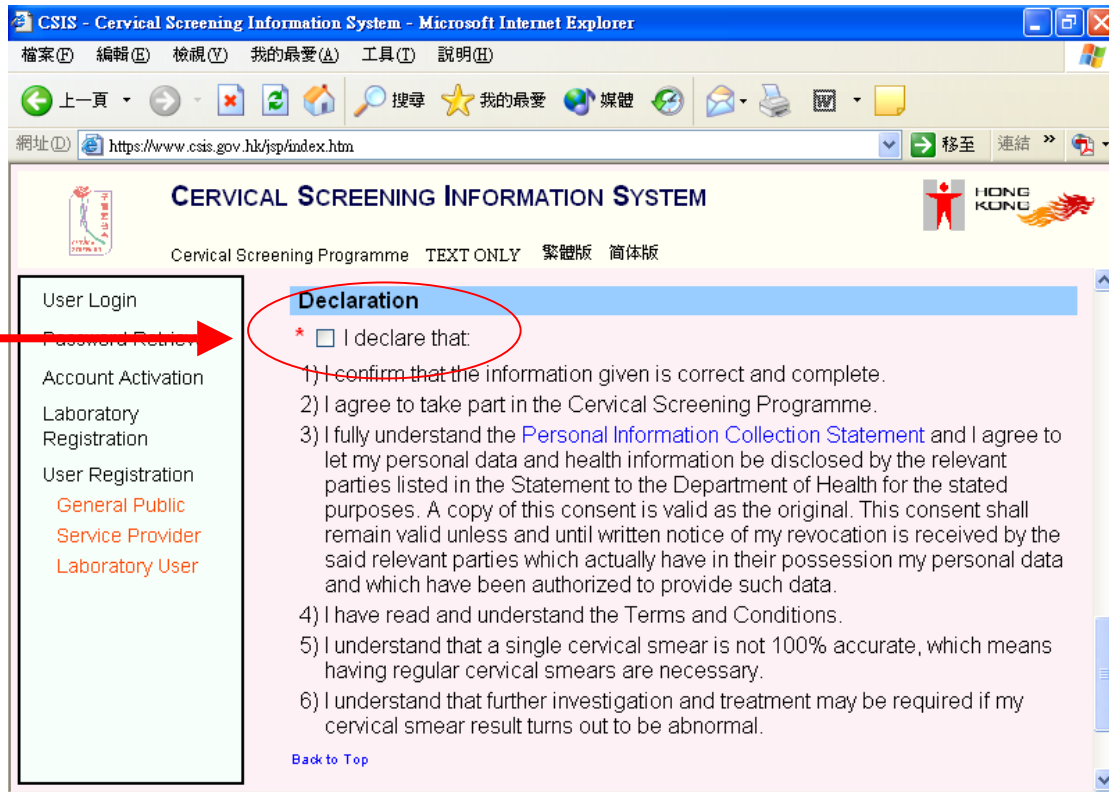 CSIS - Cervical Screening Information System - Microsoft Internet Explorer
檔案(F) 編輯(E) 檢視(V) 我的最愛(A) 工具(T) 說明(H)
上一頁 搜尋 我的最愛 媒體
網址(D) https://www.csis.gov.hk/jsp/index.htm 移至 連結 »
CERVICAL SCREENING INFORMATION SYSTEM
HONG KONG
Cervical Screening Programme TEXT ONLY 繁體版 简体版
User Login
Password Retriev
Account Activation
Laboratory
Registration
User Registration
General Public
Service Provider
Laboratory User
Declaration
* I declare that:
1) I confirm that the information given is correct and complete.
2) I agree to take part in the Cervical Screening Programme.
3) I fully understand the Personal Information Collection Statement and I agree to
let my personal data and health information be disclosed by the relevant
parties listed in the Statement to the Department of Health for the stated
purposes. A copy of this consent is valid as the original. This consent shall
remain valid unless and until written notice of my revocation is received by the
said relevant parties which actually have in their possession my personal data
and which have been authorized to provide such data.
4) I have read and understand the Terms and Conditions.
5) I understand that a single cervical smear is not 100% accurate, which means
having regular cervical smears are necessary.
6) I understand that further investigation and treatment may be required if my
cervical smear result turns out to be abnormal.
Back to Top